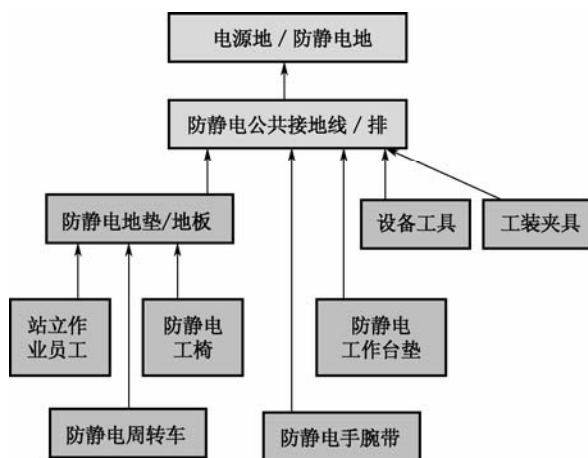 电源地 / 防静电地
防静电公共接地线 / 排
防静电地垫/地板
设备工具
工装夹具
站立作
业员工
防静电
工椅
防静电
工作台垫
防静电周转车
防静电手腕带